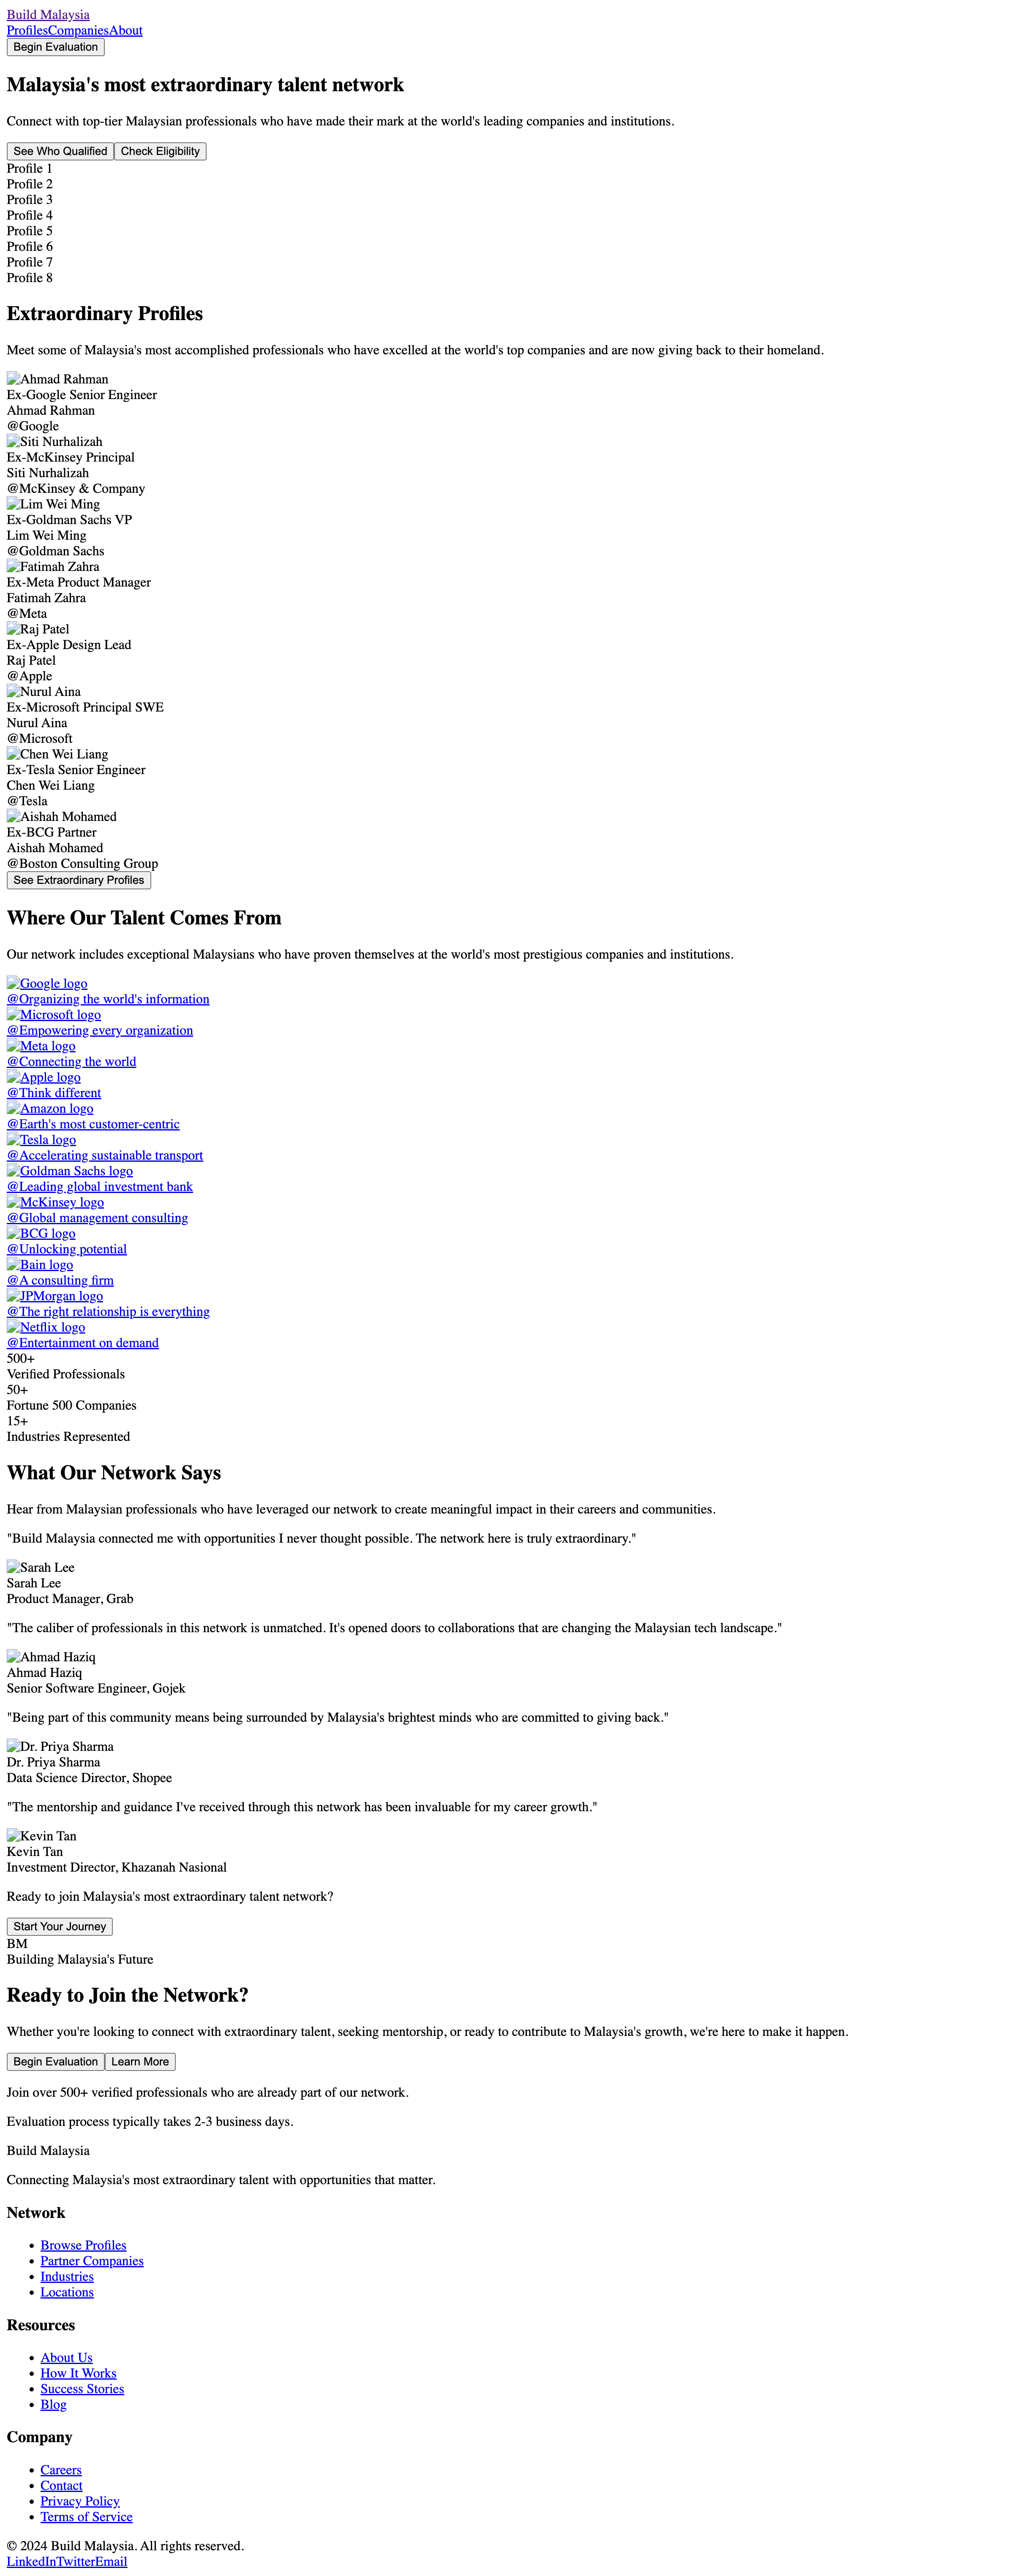 Build Malaysia
ProfilesCompaniesAbout
Begin Evaluation
Malaysia's most extraordinary talent network
Connect with top-tier Malaysian professionals who have made their mark at the world's leading companies and institutions.
See Who Qualified Check Eligibility
Profile 1
Profile 2
Profile 3
Profile 4
Profile 5
Profile 6
Profile 7
Profile 8
Extraordinary Profiles
Meet some of Malaysia's most accomplished professionals who have excelled at the world's top companies and are now giving back to their homeland.
Ahmad Rahman
Ex-Google Senior Engineer
Ahmad Rahman
@Google
Siti Nurhalizah
Ex-McKinsey Principal
Siti Nurhalizah
@McKinsey & Company
Lim Wei Ming
Ex-Goldman Sachs VP
Lim Wei Ming
@Goldman Sachs
Fatimah Zahra
Ex-Meta Product Manager
Fatimah Zahra
@Meta
Raj Patel
Ex-Apple Design Lead
Raj Patel
@Apple
Nurul Aina
Ex-Microsoft Principal SWE
Nurul Aina
@Microsoft
Chen Wei Liang
Ex-Tesla Senior Engineer
Chen Wei Liang
@Tesla
Aishah Mohamed
Ex-BCG Partner
Aishah Mohamed
@Boston Consulting Group
See Extraordinary Profiles
Where Our Talent Comes From
Our network includes exceptional Malaysians who have proven themselves at the world's most prestigious companies and institutions.
Google logo
@Organizing the world's information
Microsoft logo
@Empowering every organization
Meta logo
@Connecting the world
Apple logo
@Think different
Amazon logo
@Earth's most customer-centric
Tesla logo
@Accelerating sustainable transport
Goldman Sachs logo
@Leading global investment bank
McKinsey logo
@Global management consulting
BCG logo
@Unlocking potential
Bain logo
@A consulting firm
JPMorgan logo
@The right relationship is everything
Netflix logo
@Entertainment on demand
500+
Verified Professionals
50+
Fortune 500 Companies
15+
Industries Represented
What Our Network Says
Hear from Malaysian professionals who have leveraged our network to create meaningful impact in their careers and communities.
"Build Malaysia connected me with opportunities I never thought possible. The network here is truly extraordinary."
Sarah Lee
Sarah Lee
Product Manager, Grab
"The caliber of professionals in this network is unmatched. It's opened doors to collaborations that are changing the Malaysian tech landscape."
Ahmad Haziq
Ahmad Haziq
Senior Software Engineer, Gojek
"Being part of this community means being surrounded by Malaysia's brightest minds who are committed to giving back."
Dr. Priya Sharma
Dr. Priya Sharma
Data Science Director, Shopee
"The mentorship and guidance I've received through this network has been invaluable for my career growth."
Kevin Tan
Kevin Tan
Investment Director, Khazanah Nasional
Ready to join Malaysia's most extraordinary talent network?
Start Your Journey
BM
Building Malaysia's Future
Ready to Join the Network?
Whether you're looking to connect with extraordinary talent, seeking mentorship, or ready to contribute to Malaysia's growth, we're here to make it happen.
Begin Evaluation Learn More
Join over 500+ verified professionals who are already part of our network.
Evaluation process typically takes 2-3 business days.
Build Malaysia
Connecting Malaysia's most extraordinary talent with opportunities that matter.
Network
Browse Profiles
Partner Companies
Industries
Locations
Resources
About Us
How It Works
Success Stories
Blog
Company
Careers
Contact
Privacy Policy
Terms of Service
© 2024 Build Malaysia. All rights reserved.
LinkedInTwitterEmail